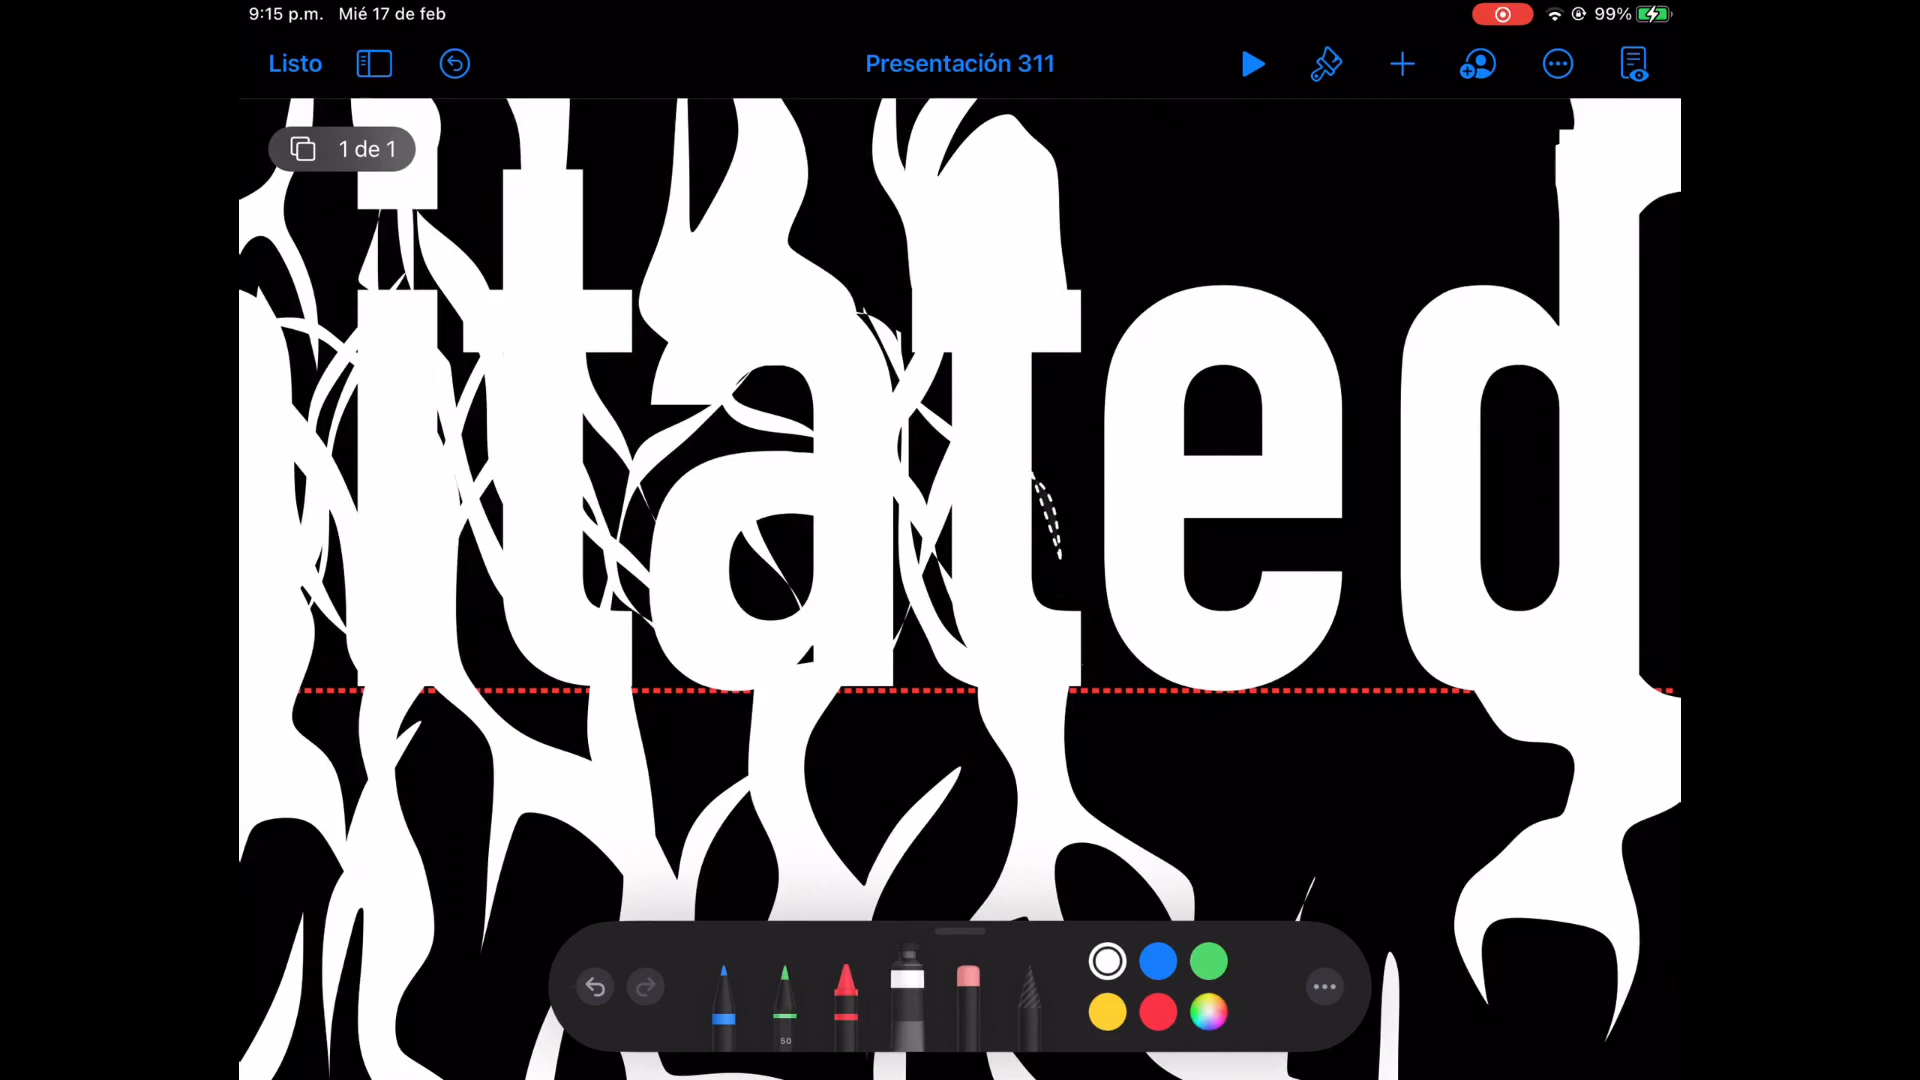 9:15 p.m. Mié 17 de feb
99%
Listo
Presentación 311
1 de 1
itated
50